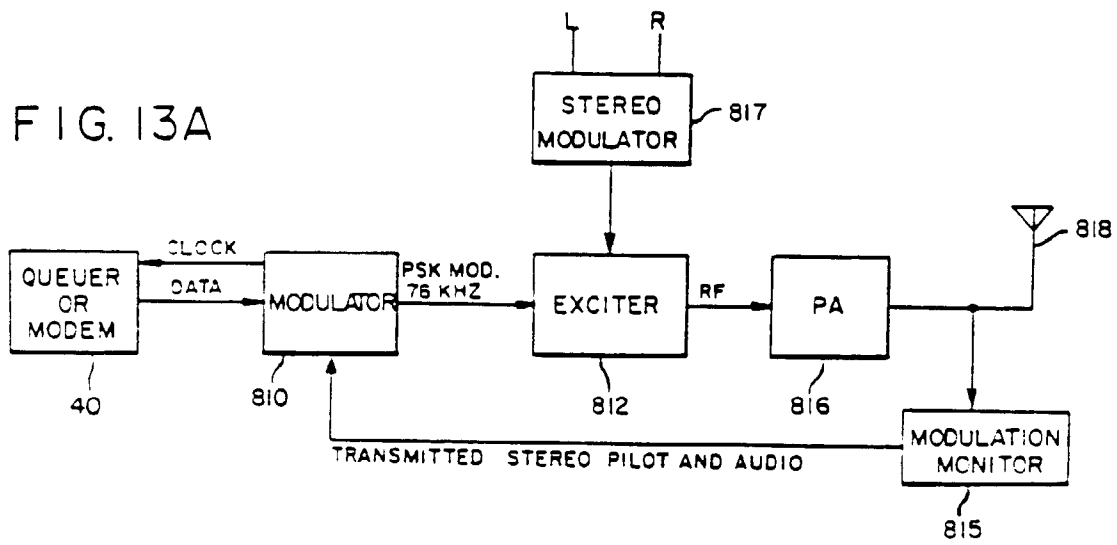 FIG. 13A
L R
STEREO
MODULATOR
817
818
CLOCK
DATA
QUEUER
OR
MODEM
40
MODULATOR
810
PSK MOD.
76 KHZ
EXCITER
812
RF
PA
816
MODULATION
MONITOR
815
TRANSMITTED STEREO PILOT AND AUDIO